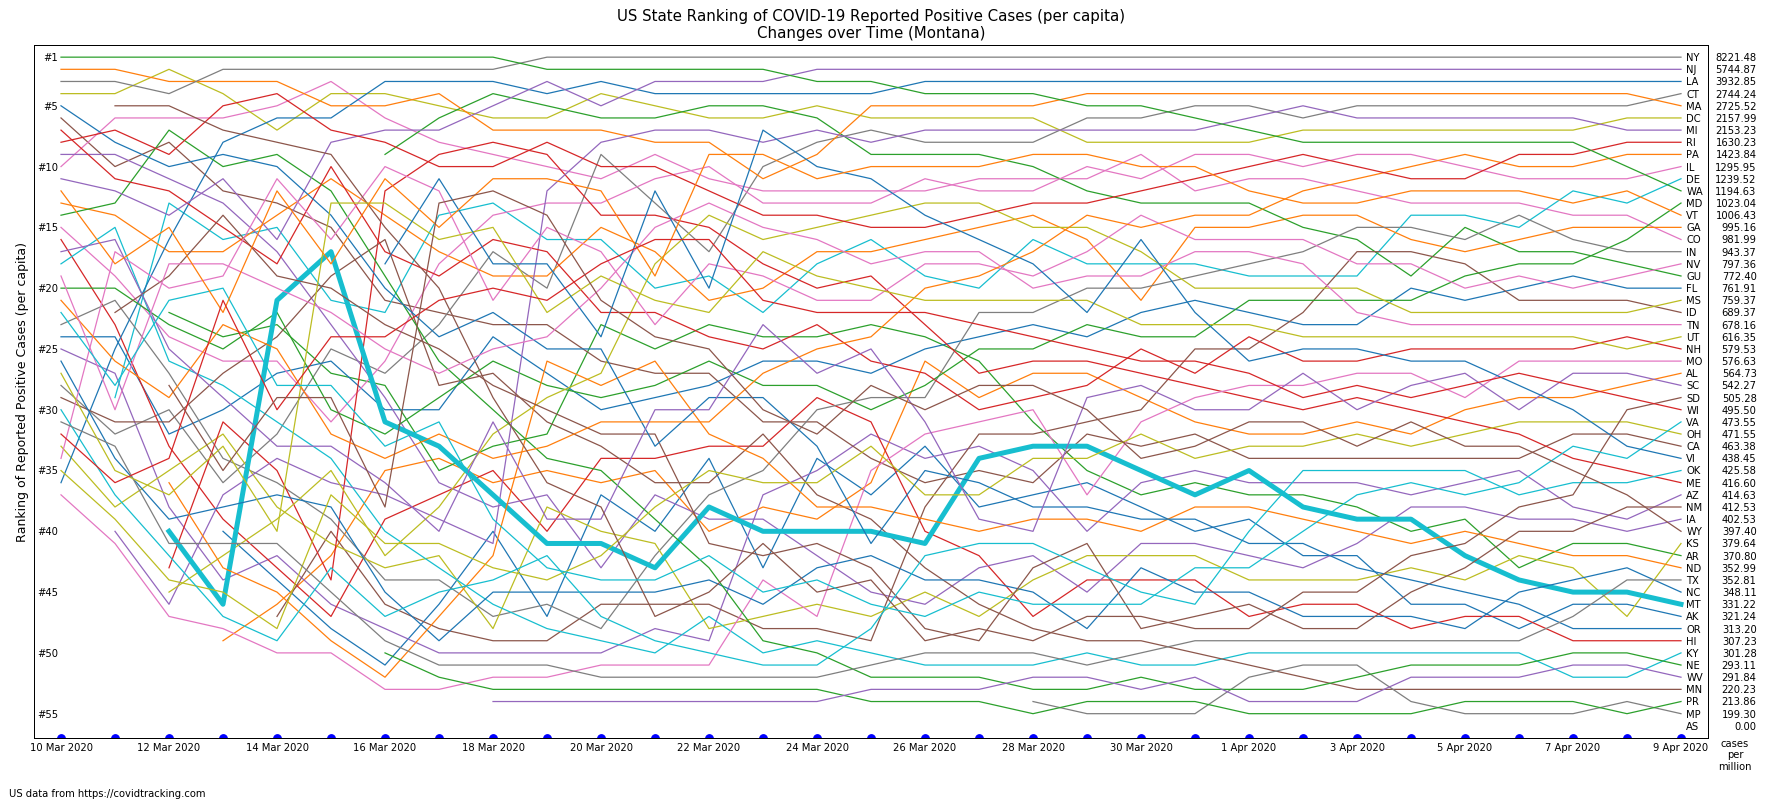 US State Ranking of COVID-19 Reported Positive Cases (per capita)
Changes over Time (Montana)
Ranking of Reported Positive Cases (per capita)
#1
#5
#10
#15
#20
#25
#30
#35
#40
#45
#50
#55
NY 8221.48
NJ 5744.87
LA 3932.85
CT 2744.24
MA 2725.52
DC 2157.99
MI 2153.23
RI 1630.23
PA 1423.84
IL 1295.95
DE 1239.52
WA 1194.63
MD 1023.04
VT 1006.43
GA 995.16
CO 981.99
IN 943.37
NV 797.36
GU 772.40
FL 761.91
MS 759.37
ID 689.37
TN 678.16
UT 616.35
NH 579.53
MO 576.63
AL 564.73
SC 542.27
SD 505.28
WI 495.50
VA 473.55
OH 471.55
CA 463.38
VI 438.45
OK 425.58
ME 416.60
AZ 414.63
NM 412.53
IA 402.53
WY 397.40
KS 379.64
AR 370.80
ND 352.99
TX 352.81
NC 348.11
MT 331.22
AK 321.24
OR 313.20
HI 307.23
KY 301.28
NE 293.11
WV 291.84
MN 220.23
PR 213.86
MP 199.30
AS 0.00
10 Mar 2020 12 Mar 2020 14 Mar 2020 16 Mar 2020 18 Mar 2020 20 Mar 2020 22 Mar 2020 24 Mar 2020 26 Mar 2020 28 Mar 2020 30 Mar 2020 1 Apr 2020 3 Apr 2020 5 Apr 2020 7 Apr 2020 9 Apr 2020
cases
per
million
US data from https://covidtracking.com